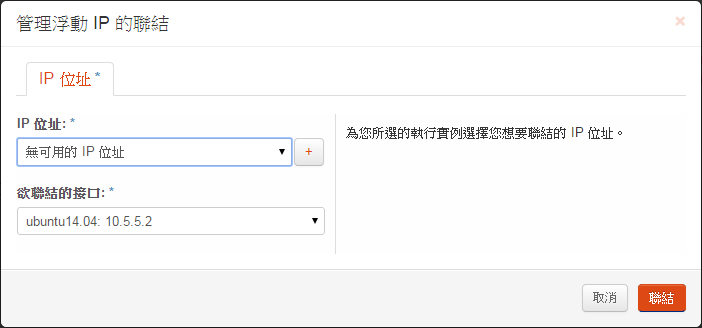 管理浮動 IP 的聯結
×
IP 位址 *
IP 位址: *
無可用的 IP 位址
+
欲聯結的接口: *
ubuntu14.04: 10.5.5.2
為您所選的執行實例選擇您想要聯結的 IP 位址。
取消
聯結